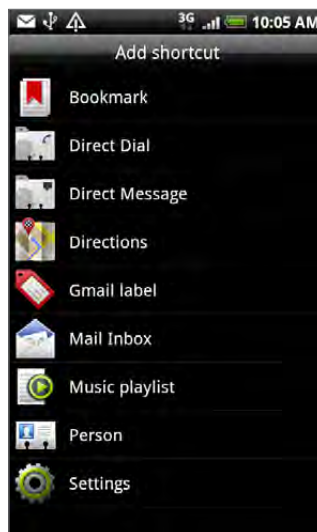 3G 10:05 AM
Add shortcut
Bookmark
Direct Dial
Direct Message
Directions
Gmail label
Mail Inbox
Music playlist
Person
Settings